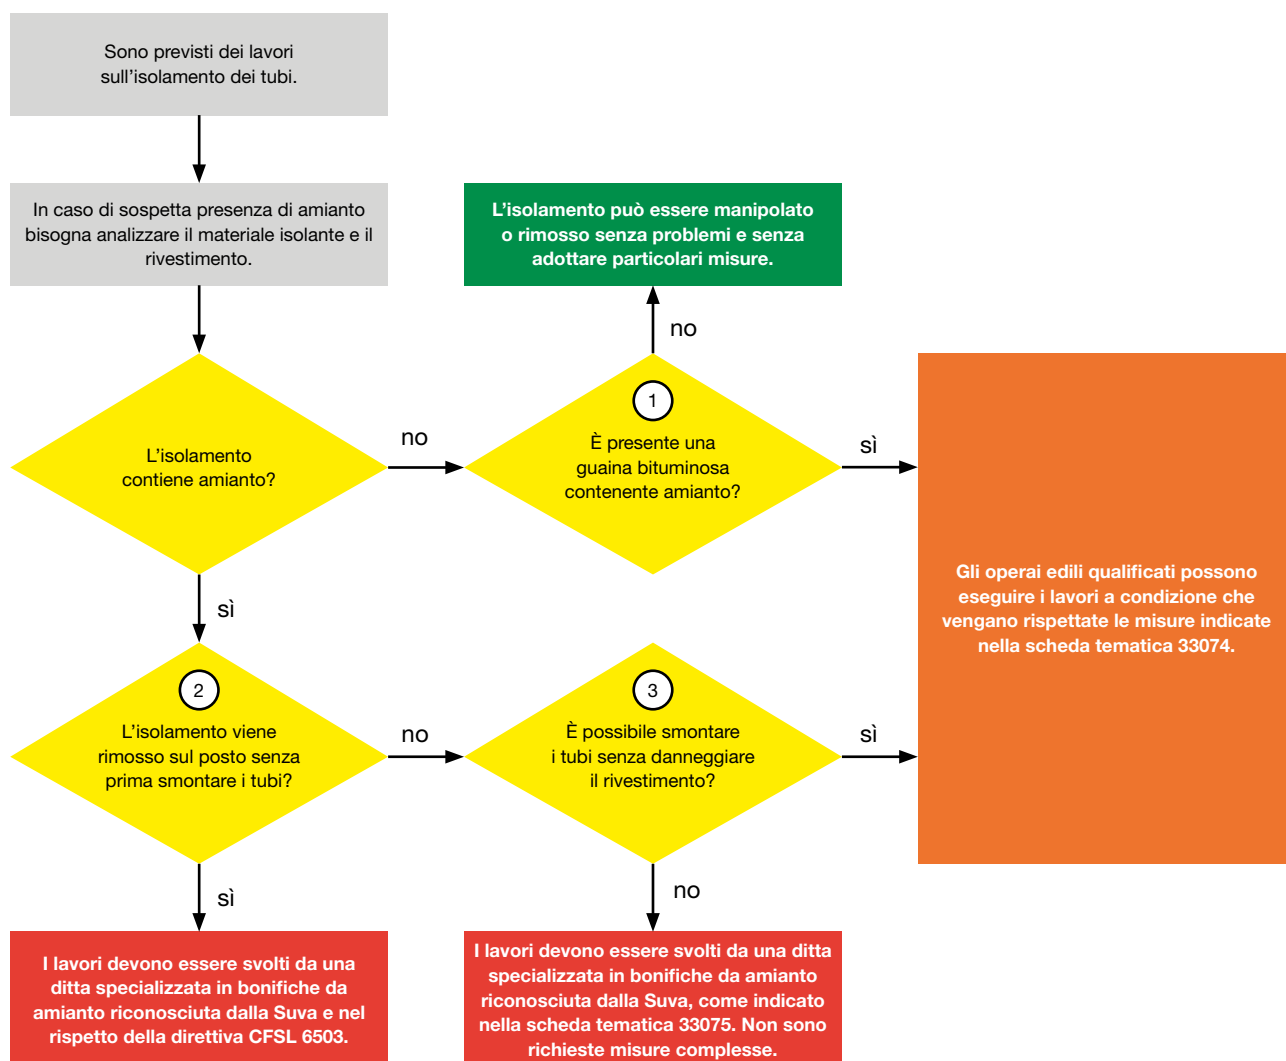 Sono previsti dei lavori
sull'isolamento dei tubi.
In caso di sospetta presenza di amianto
bisogna analizzare il materiale isolante e il
rivestimento.
L'isolamento può essere manipolato
o rimosso senza problemi e senza
adottare particolari misure.
no
L'isolamento
contiene amianto?
no
1
È presente una
guaina bituminosa
contenente amianto?
sì
Gli operai edili qualificati possono
eseguire i lavori a condizione che
vengano rispettate le misure indicate
nella scheda tematica 33074.
sì
2
L'isolamento viene
rimosso sul posto senza
prima smontare i tubi?
no
3
È possibile smontare
i tubi senza danneggiare
il rivestimento?
sì
sì
no
I lavori devono essere svolti da una
ditta specializzata in bonifiche da
amianto riconosciuta dalla Suva e nel
rispetto della direttiva CFSL 6503.
I lavori devono essere svolti da una ditta
specializzata in bonifiche da amianto
riconosciuta dalla Suva, come indicato
nella scheda tematica 33075. Non sono
richieste misure complesse.